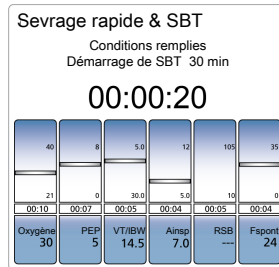 Sevrage rapide & SBT
Conditions remplies
Démarrage de SBT 30 min
00:00:20
40 8 5.0 12 105 35
21 0 30.0 5.0 10 0
00:10 00:07 00:05 00:04 00:05 00:04
Oxygène PEP VT/IBW Ainsp RSB Fspont
30 5 14.5 7.0 --- 24